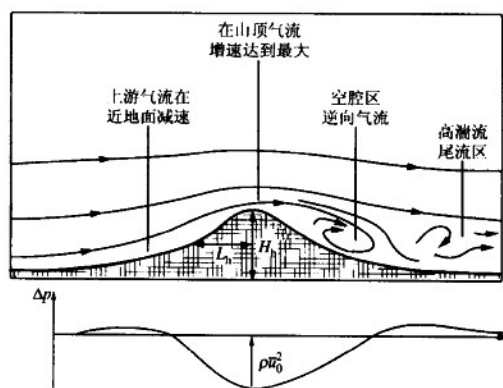 在山顶气流
增速达到最大
上游气流在
近地面减速
空腔区
逆向气流
高湍流
尾流区
L_h
H_h
Δp
ρū₀²